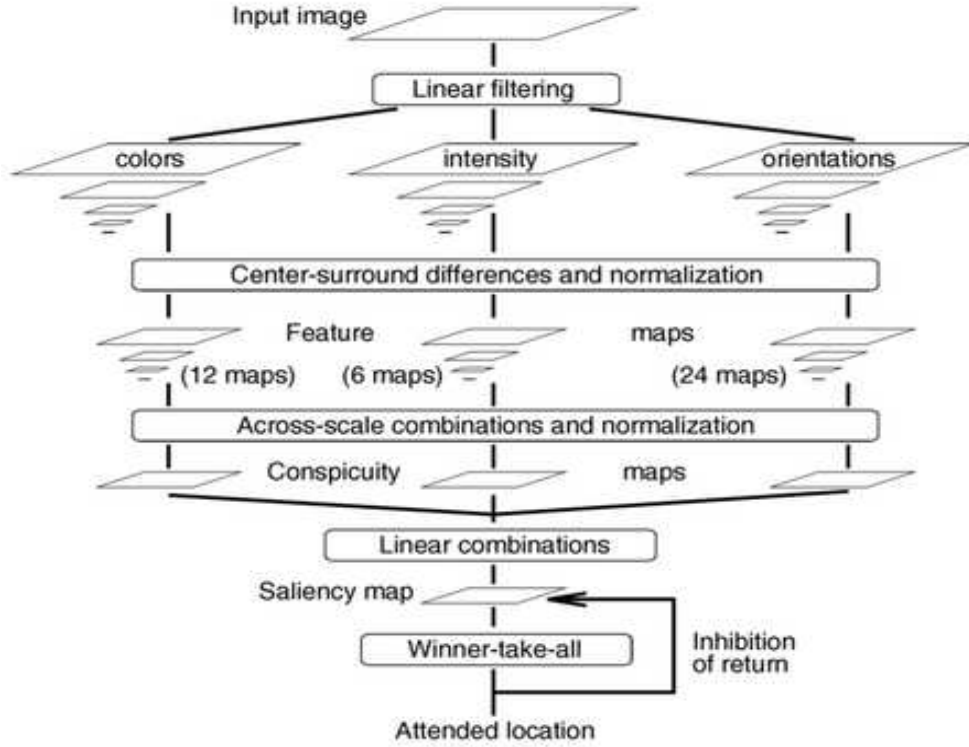 Input image
Linear filtering
colors intensity orientations
Center-surround differences and normalization
Feature maps
(12 maps) (6 maps) (24 maps)
Across-scale combinations and normalization
Conspicuity maps
Linear combinations
Saliency map
Winner-take-all
Inhibition
of return
Attended location